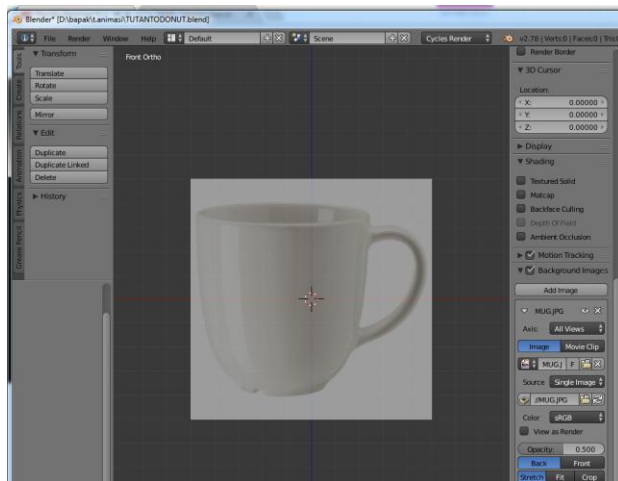 Blender* [D:\bapak\t.animasi\TUTANTODONUT.blend]
File Render Window Help Default Scene Cycles Render v2.78 | Verts:0 | Faces:0 | Tris:
Tools
Create
Relations
Animation
Physics
Grease Pencil
Transform
Translate
Rotate
Scale
Mirror
Edit
Duplicate
Duplicate Linked
Delete
History
Front Ortho
Render Border
3D Cursor
Location:
X: 0.00000
Y: 0.00000
Z: 0.00000
Display
Shading
Textured Solid
Matcap
Backface Culling
Depth Of Field
Ambient Occlusion
Motion Tracking
Background Images
Add Image
MUG.JPG
Axis: All Views
Image Movie Clip
MUG.J F
Source Single Image
//MUG.JPG
Color sRGB
View as Render
Opacity: 0.500
Back Front
Stretch Fit Crop